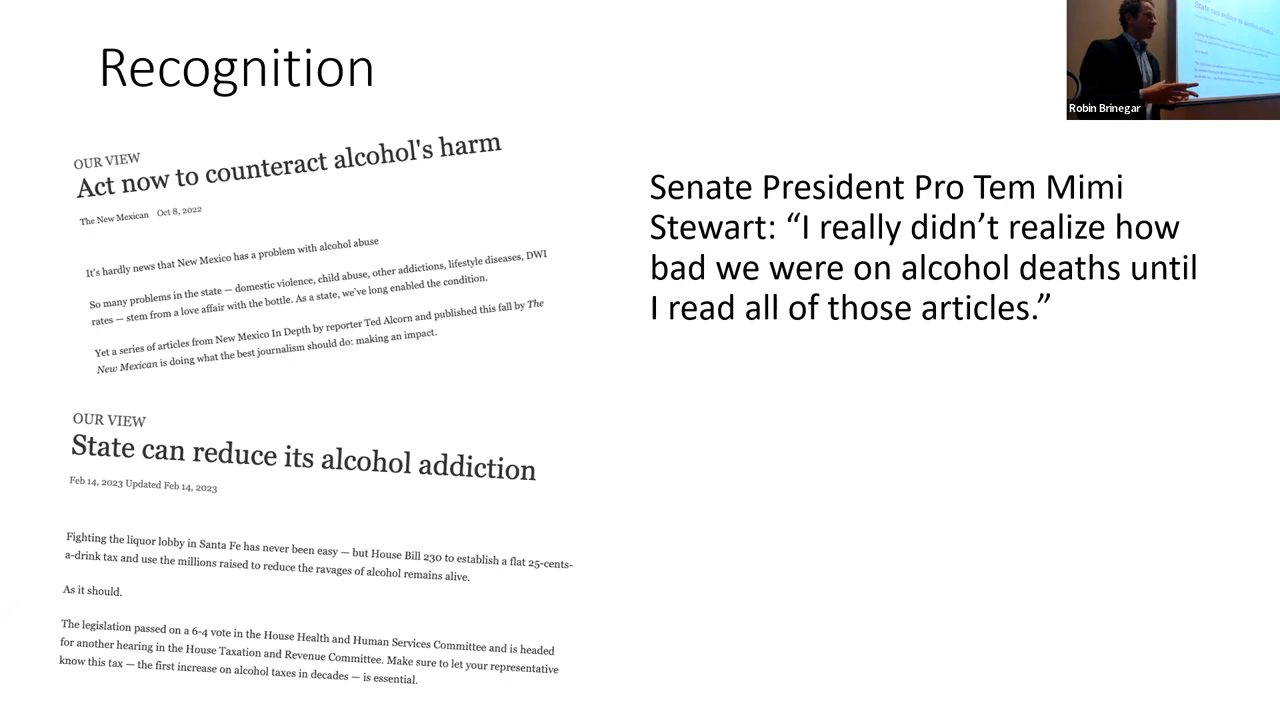 Recognition
OUR VIEW
Act now to counteract alcohol's harm
The New Mexican Oct 8, 2022
It's hardly news that New Mexico has a problem with alcohol abuse
So many problems in the state — domestic violence, child abuse, other addictions, lifestyle diseases, DWI
rates — stem from a love affair with the bottle. As a state, we've long enabled the condition.
Yet a series of articles from New Mexico In Depth by reporter Ted Alcorn and published this fall by The
New Mexican is doing what the best journalism should do: making an impact.
OUR VIEW
State can reduce its alcohol addiction
Feb 14, 2023 Updated Feb 14, 2023
Fighting the liquor lobby in Santa Fe has never been easy — but House Bill 230 to establish a flat 25-cents-
a-drink tax and use the millions raised to reduce the ravages of alcohol remains alive.
As it should.
The legislation passed on a 6-4 vote in the House Health and Human Services Committee and is headed
for another hearing in the House Taxation and Revenue Committee. Make sure to let your representative
know this tax — the first increase on alcohol taxes in decades — is essential.
Senate President Pro Tem Mimi
Stewart: “I really didn’t realize how
bad we were on alcohol deaths until
I read all of those articles.”
State can reduce its alcohol addiction
Robin Brinegar